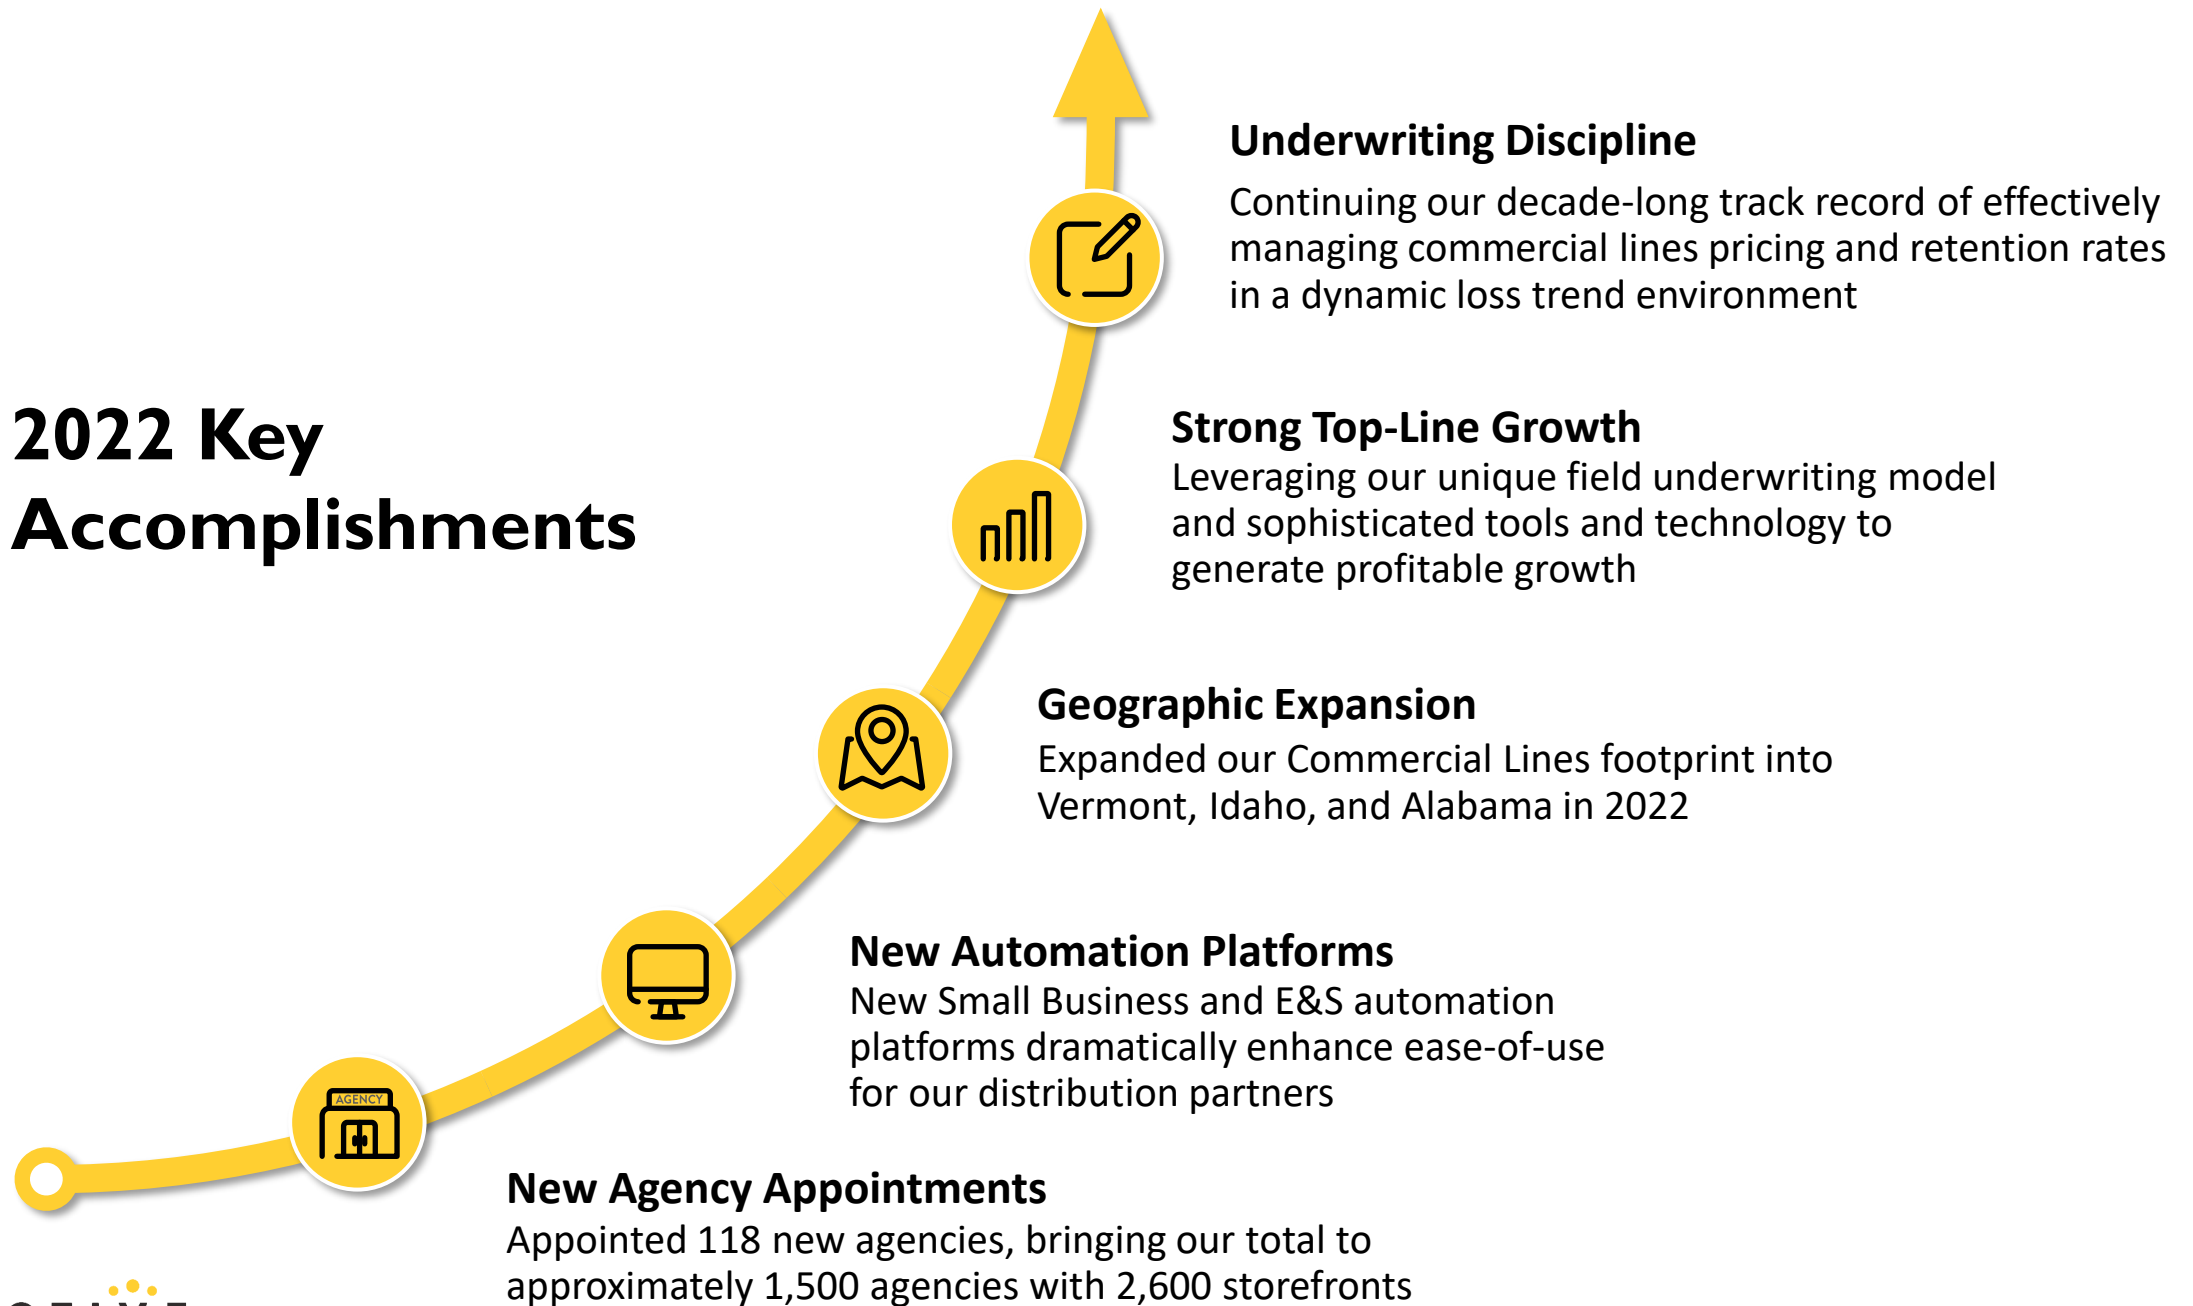 Underwriting Discipline
Continuing our decade-long track record of effectively
managing commercial lines pricing and retention rates
in a dynamic loss trend environment
2022 Key
Accomplishments
Strong Top-Line Growth
Leveraging our unique field underwriting model
and sophisticated tools and technology to
generate profitable growth
Geographic Expansion
Expanded our Commercial Lines footprint into
Vermont, Idaho, and Alabama in 2022
New Automation Platforms
New Small Business and E&S automation
platforms dramatically enhance ease-of-use
for our distribution partners
AGENCY
New Agency Appointments
Appointed 118 new agencies, bringing our total to
approximately 1,500 agencies with 2,600 storefronts